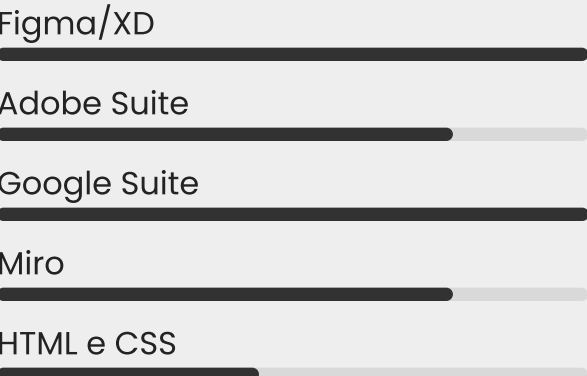 Figma/XD
Adobe Suite
Google Suite
Miro
HTML e CSS